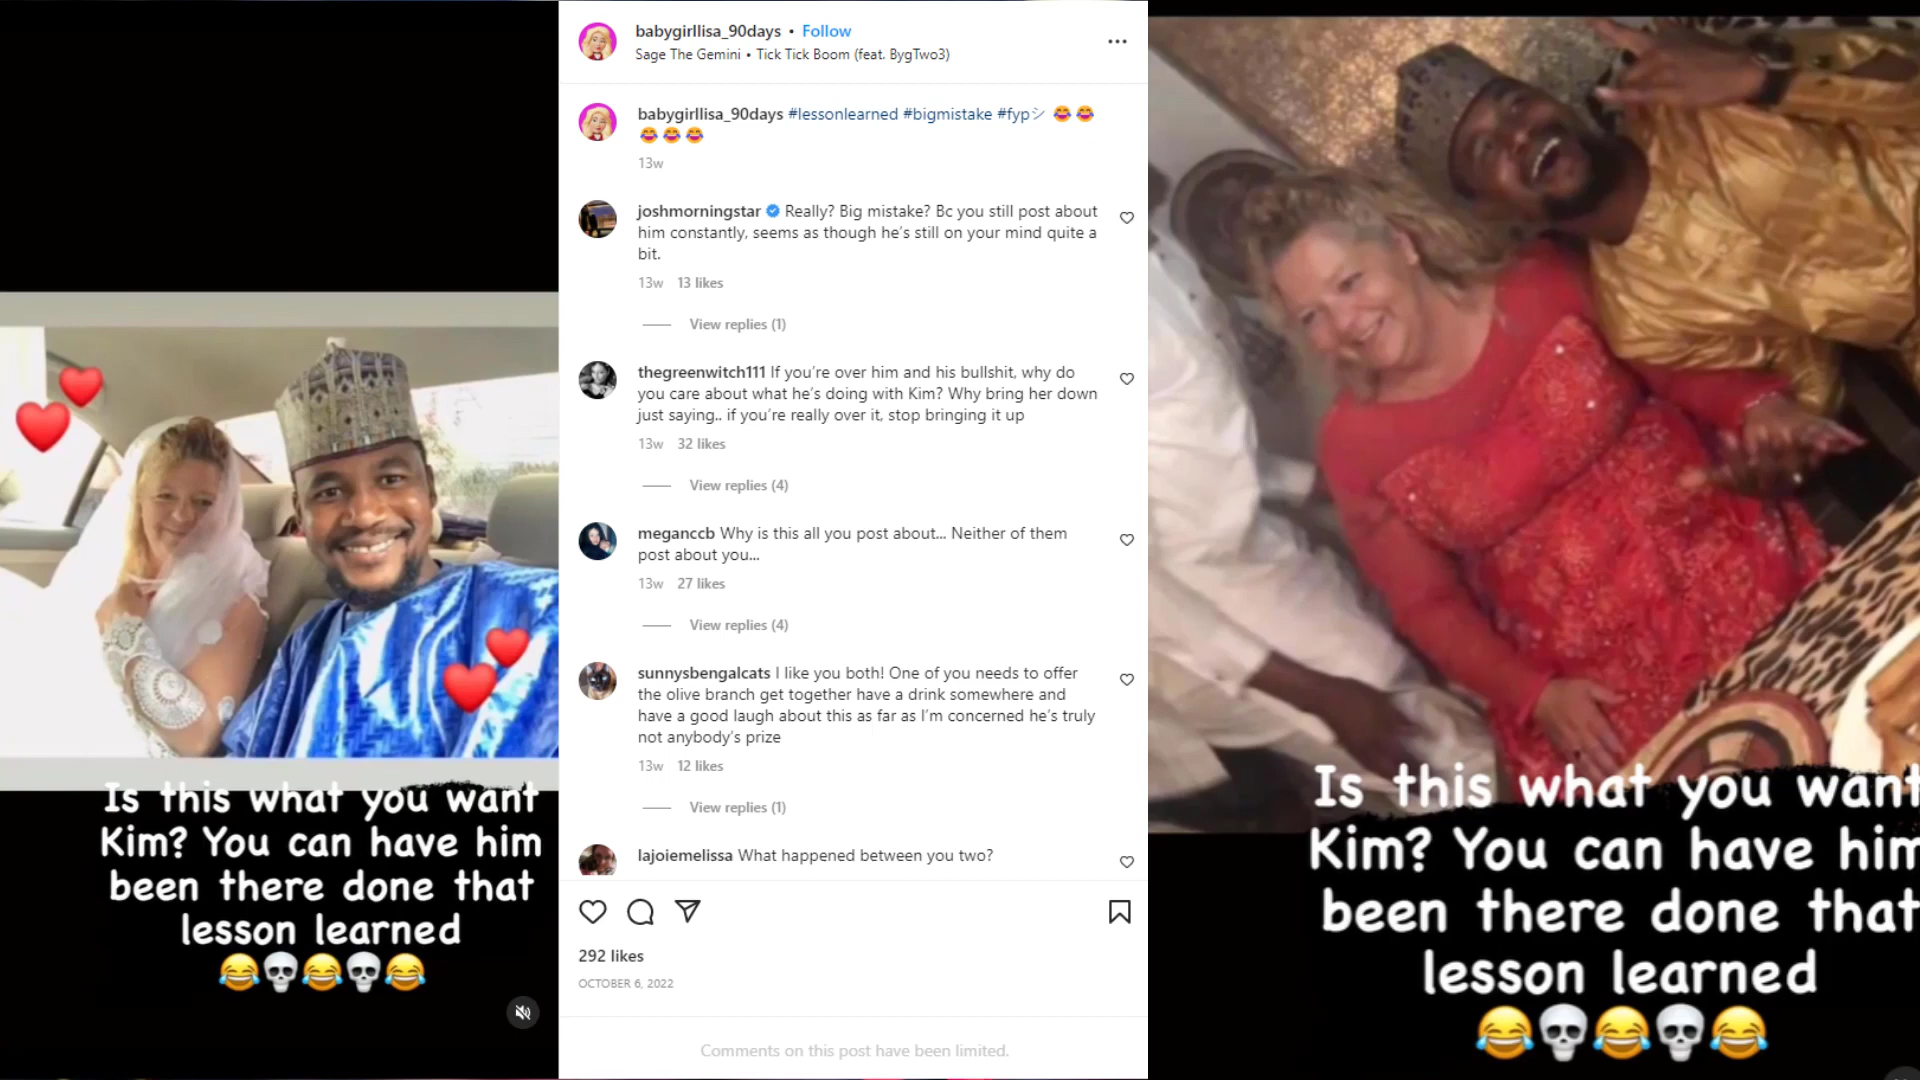 babygirllisa_90days • Follow
Sage The Gemini • Tick Tick Boom (feat. BygTwo3)
babygirllisa_90days #lessonlearned #bigmistake #fypシ 😂😂
😂😂😂
13w
joshmorningstar Really? Big mistake? Bc you still post about
him constantly, seems as though he's still on your mind quite a
bit.
13w 13 likes
View replies (1)
thegreenwitch111 If you're over him and his bullshit, why do
you care about what he's doing with Kim? Why bring her down
just saying.. if you're really over it, stop bringing it up
13w 32 likes
View replies (4)
meganccb Why is this all you post about... Neither of them
post about you...
13w 27 likes
View replies (4)
sunnysbengalcats I like you both! One of you needs to offer
the olive branch get together have a drink somewhere and
have a good laugh about this as far as I'm concerned he's truly
not anybody's prize
13w 12 likes
View replies (1)
lajoiemelissa What happened between you two?
292 likes
OCTOBER 6, 2022
Comments on this post have been limited.
Is this what you want
Kim? You can have him
been there done that
lesson learned
😂💀😂💀😂
Is this what you want
Kim? You can have him
been there done that
lesson learned
😂💀😂💀😂